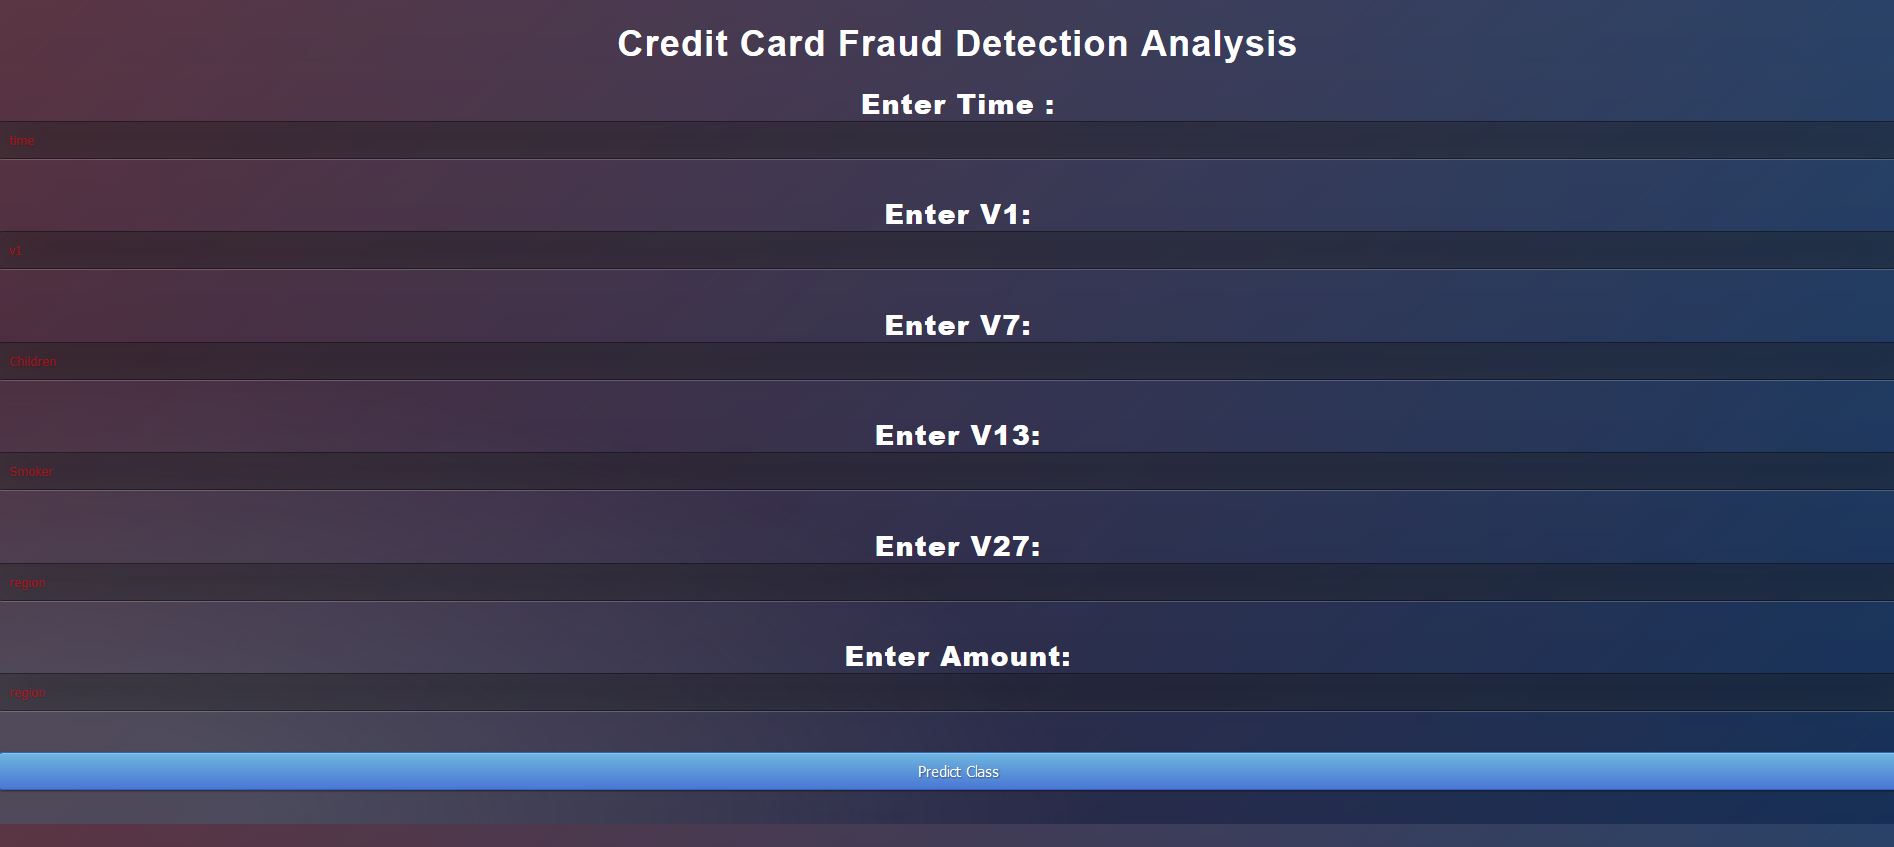 Credit Card Fraud Detection Analysis
Enter Time :
time
Enter V1:
v1
Enter V7:
Children
Enter V13:
Smoker
Enter V27:
region
Enter Amount:
region
Predict Class